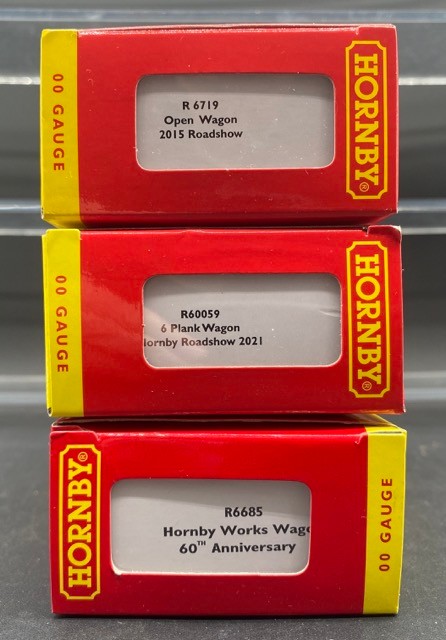 00 GAUGE
R 6719
Open Wagon
2015 Roadshow
HORNBY®
00 GAUGE
R60059
6 Plank Wagon
ornby Roadshow 2021
HORNBY®
HORNBY®
R6685
Hornby Works Wag
60TH Anniversary
00 GAUGE